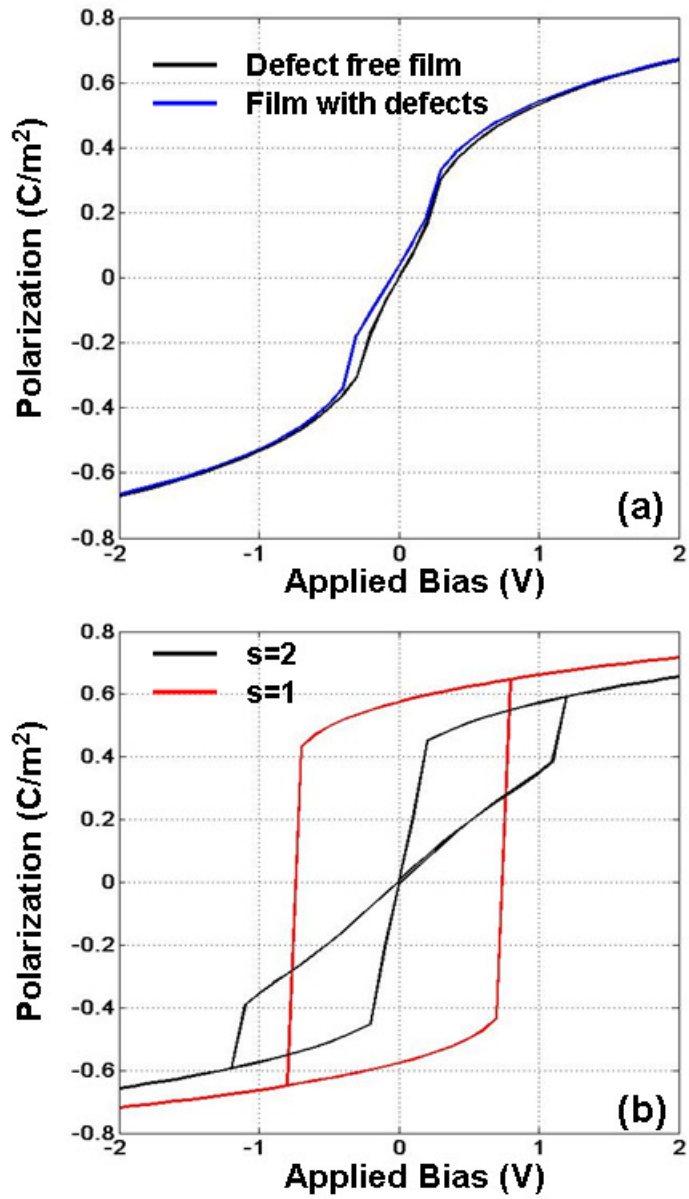 0.8
Defect free film
0.6
Film with defects
0.4
0.2
0
-0.2
-0.4
-0.6
-0.8
Polarization (C/m²)
(a)
-2 -1 0 1 2
Applied Bias (V)
0.8
s=2
0.6
s=1
0.4
0.2
0
-0.2
-0.4
-0.6
-0.8
Polarization (C/m²)
(b)
-2 -1 0 1 2
Applied Bias (V)